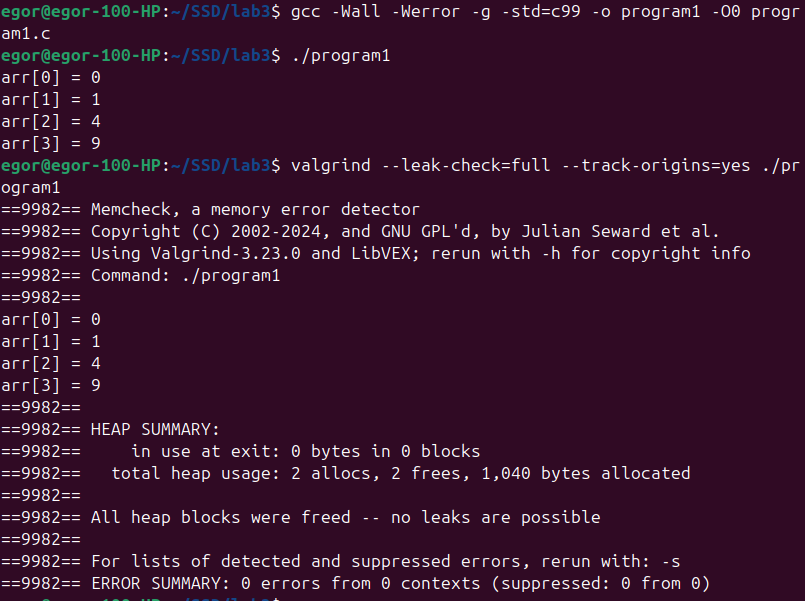 egor@egor-100-HP:~/SSD/lab3$ gcc -Wall -Werror -g -std=c99 -o program1 -O0 progr
am1.c
egor@egor-100-HP:~/SSD/lab3$ ./program1
arr[0] = 0
arr[1] = 1
arr[2] = 4
arr[3] = 9
egor@egor-100-HP:~/SSD/lab3$ valgrind --leak-check=full --track-origins=yes ./pr
ogram1
==9982== Memcheck, a memory error detector
==9982== Copyright (C) 2002-2024, and GNU GPL'd, by Julian Seward et al.
==9982== Using Valgrind-3.23.0 and LibVEX; rerun with -h for copyright info
==9982== Command: ./program1
==9982==
arr[0] = 0
arr[1] = 1
arr[2] = 4
arr[3] = 9
==9982==
==9982== HEAP SUMMARY:
==9982==     in use at exit: 0 bytes in 0 blocks
==9982==   total heap usage: 2 allocs, 2 frees, 1,040 bytes allocated
==9982==
==9982== All heap blocks were freed -- no leaks are possible
==9982==
==9982== For lists of detected and suppressed errors, rerun with: -s
==9982== ERROR SUMMARY: 0 errors from 0 contexts (suppressed: 0 from 0)